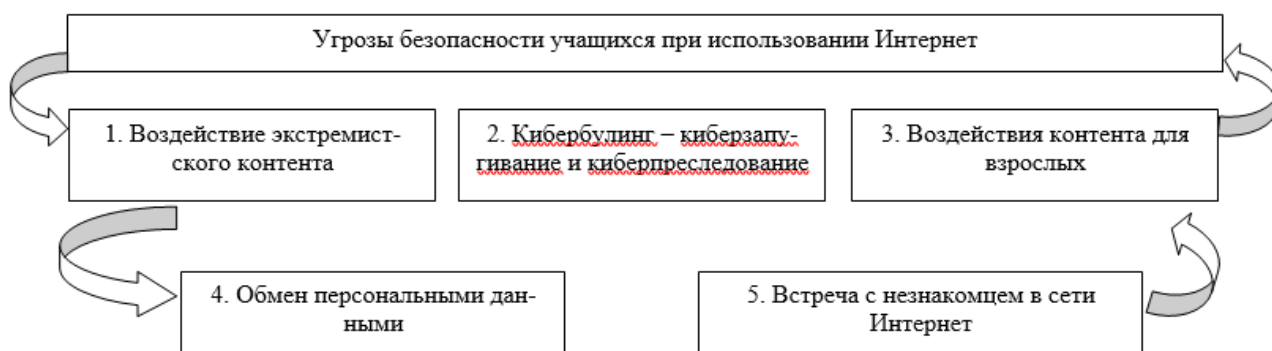 Угрозы безопасности учащихся при использовании Интернет
1. Воздействие экстремист-
ского контента
2. Кибербулинг – киберзапу-
гивание и киберпреследование
3. Воздействия контента для
взрослых
4. Обмен персональными дан-
ными
5. Встреча с незнакомцем в сети
Интернет